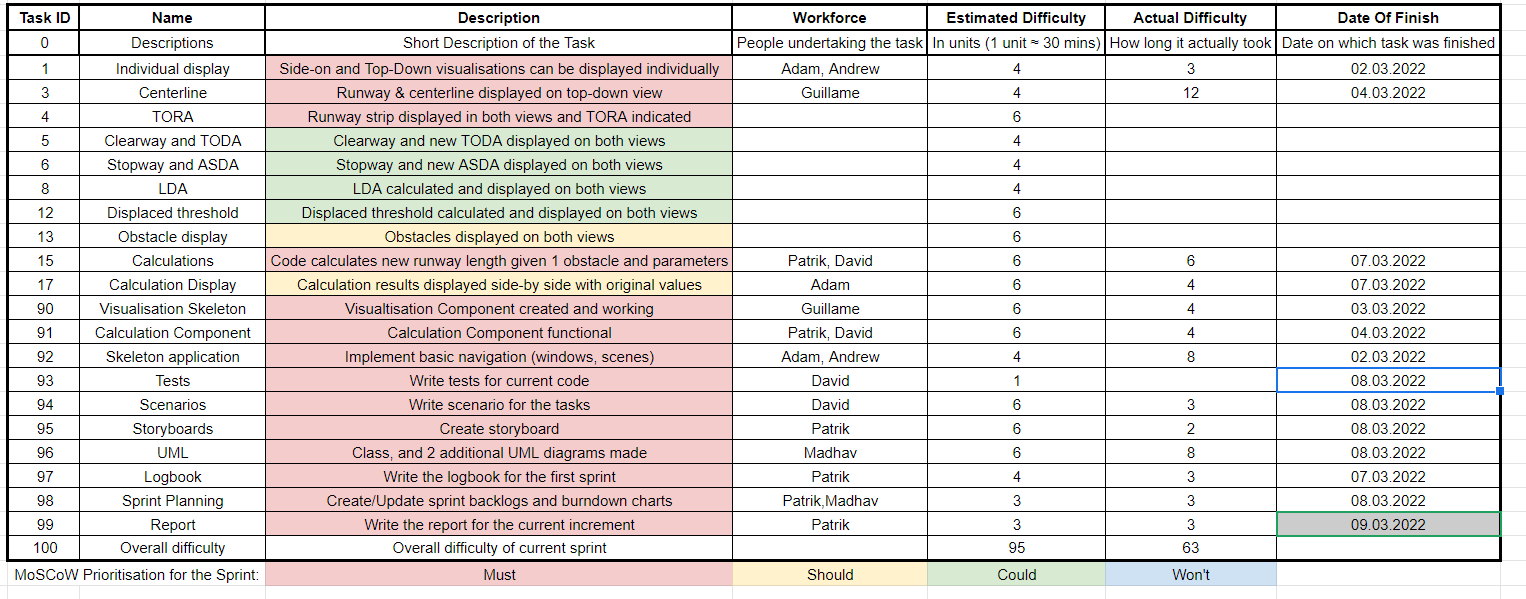 Task ID Name Description Workforce Estimated Difficulty Actual Difficulty Date Of Finish
0 Descriptions Short Description of the Task People undertaking the task In units (1 unit ≈ 30 mins) How long it actually took Date on which task was finished
1 Individual display Side-on and Top-Down visualisations can be displayed individually Adam, Andrew 4 3 02.03.2022
3 Centerline Runway & centerline displayed on top-down view Guillame 4 12 04.03.2022
4 TORA Runway strip displayed in both views and TORA indicated 6
5 Clearway and TODA Clearway and new TODA displayed on both views 4
6 Stopway and ASDA Stopway and new ASDA displayed on both views 4
8 LDA LDA calculated and displayed on both views 4
12 Displaced threshold Displaced threshold calculated and displayed on both views 6
13 Obstacle display Obstacles displayed on both views 6
15 Calculations Code calculates new runway length given 1 obstacle and parameters Patrik, David 6 6 07.03.2022
17 Calculation Display Calculation results displayed side-by side with original values Adam 6 4 07.03.2022
90 Visualisation Skeleton Visualtisation Component created and working Guillame 6 4 03.03.2022
91 Calculation Component Calculation Component functional Patrik, David 6 4 04.03.2022
92 Skeleton application Implement basic navigation (windows, scenes) Adam, Andrew 4 8 02.03.2022
93 Tests Write tests for current code David 1 08.03.2022
94 Scenarios Write scenario for the tasks David 6 3 08.03.2022
95 Storyboards Create storyboard Patrik 6 2 08.03.2022
96 UML Class, and 2 additional UML diagrams made Madhav 6 8 08.03.2022
97 Logbook Write the logbook for the first sprint Patrik 4 3 07.03.2022
98 Sprint Planning Create/Update sprint backlogs and burndown charts Patrik,Madhav 3 3 08.03.2022
99 Report Write the report for the current increment Patrik 3 3 09.03.2022
100 Overall difficulty Overall difficulty of current sprint 95 63
MoSCoW Prioritisation for the Sprint: Must Should Could Won't